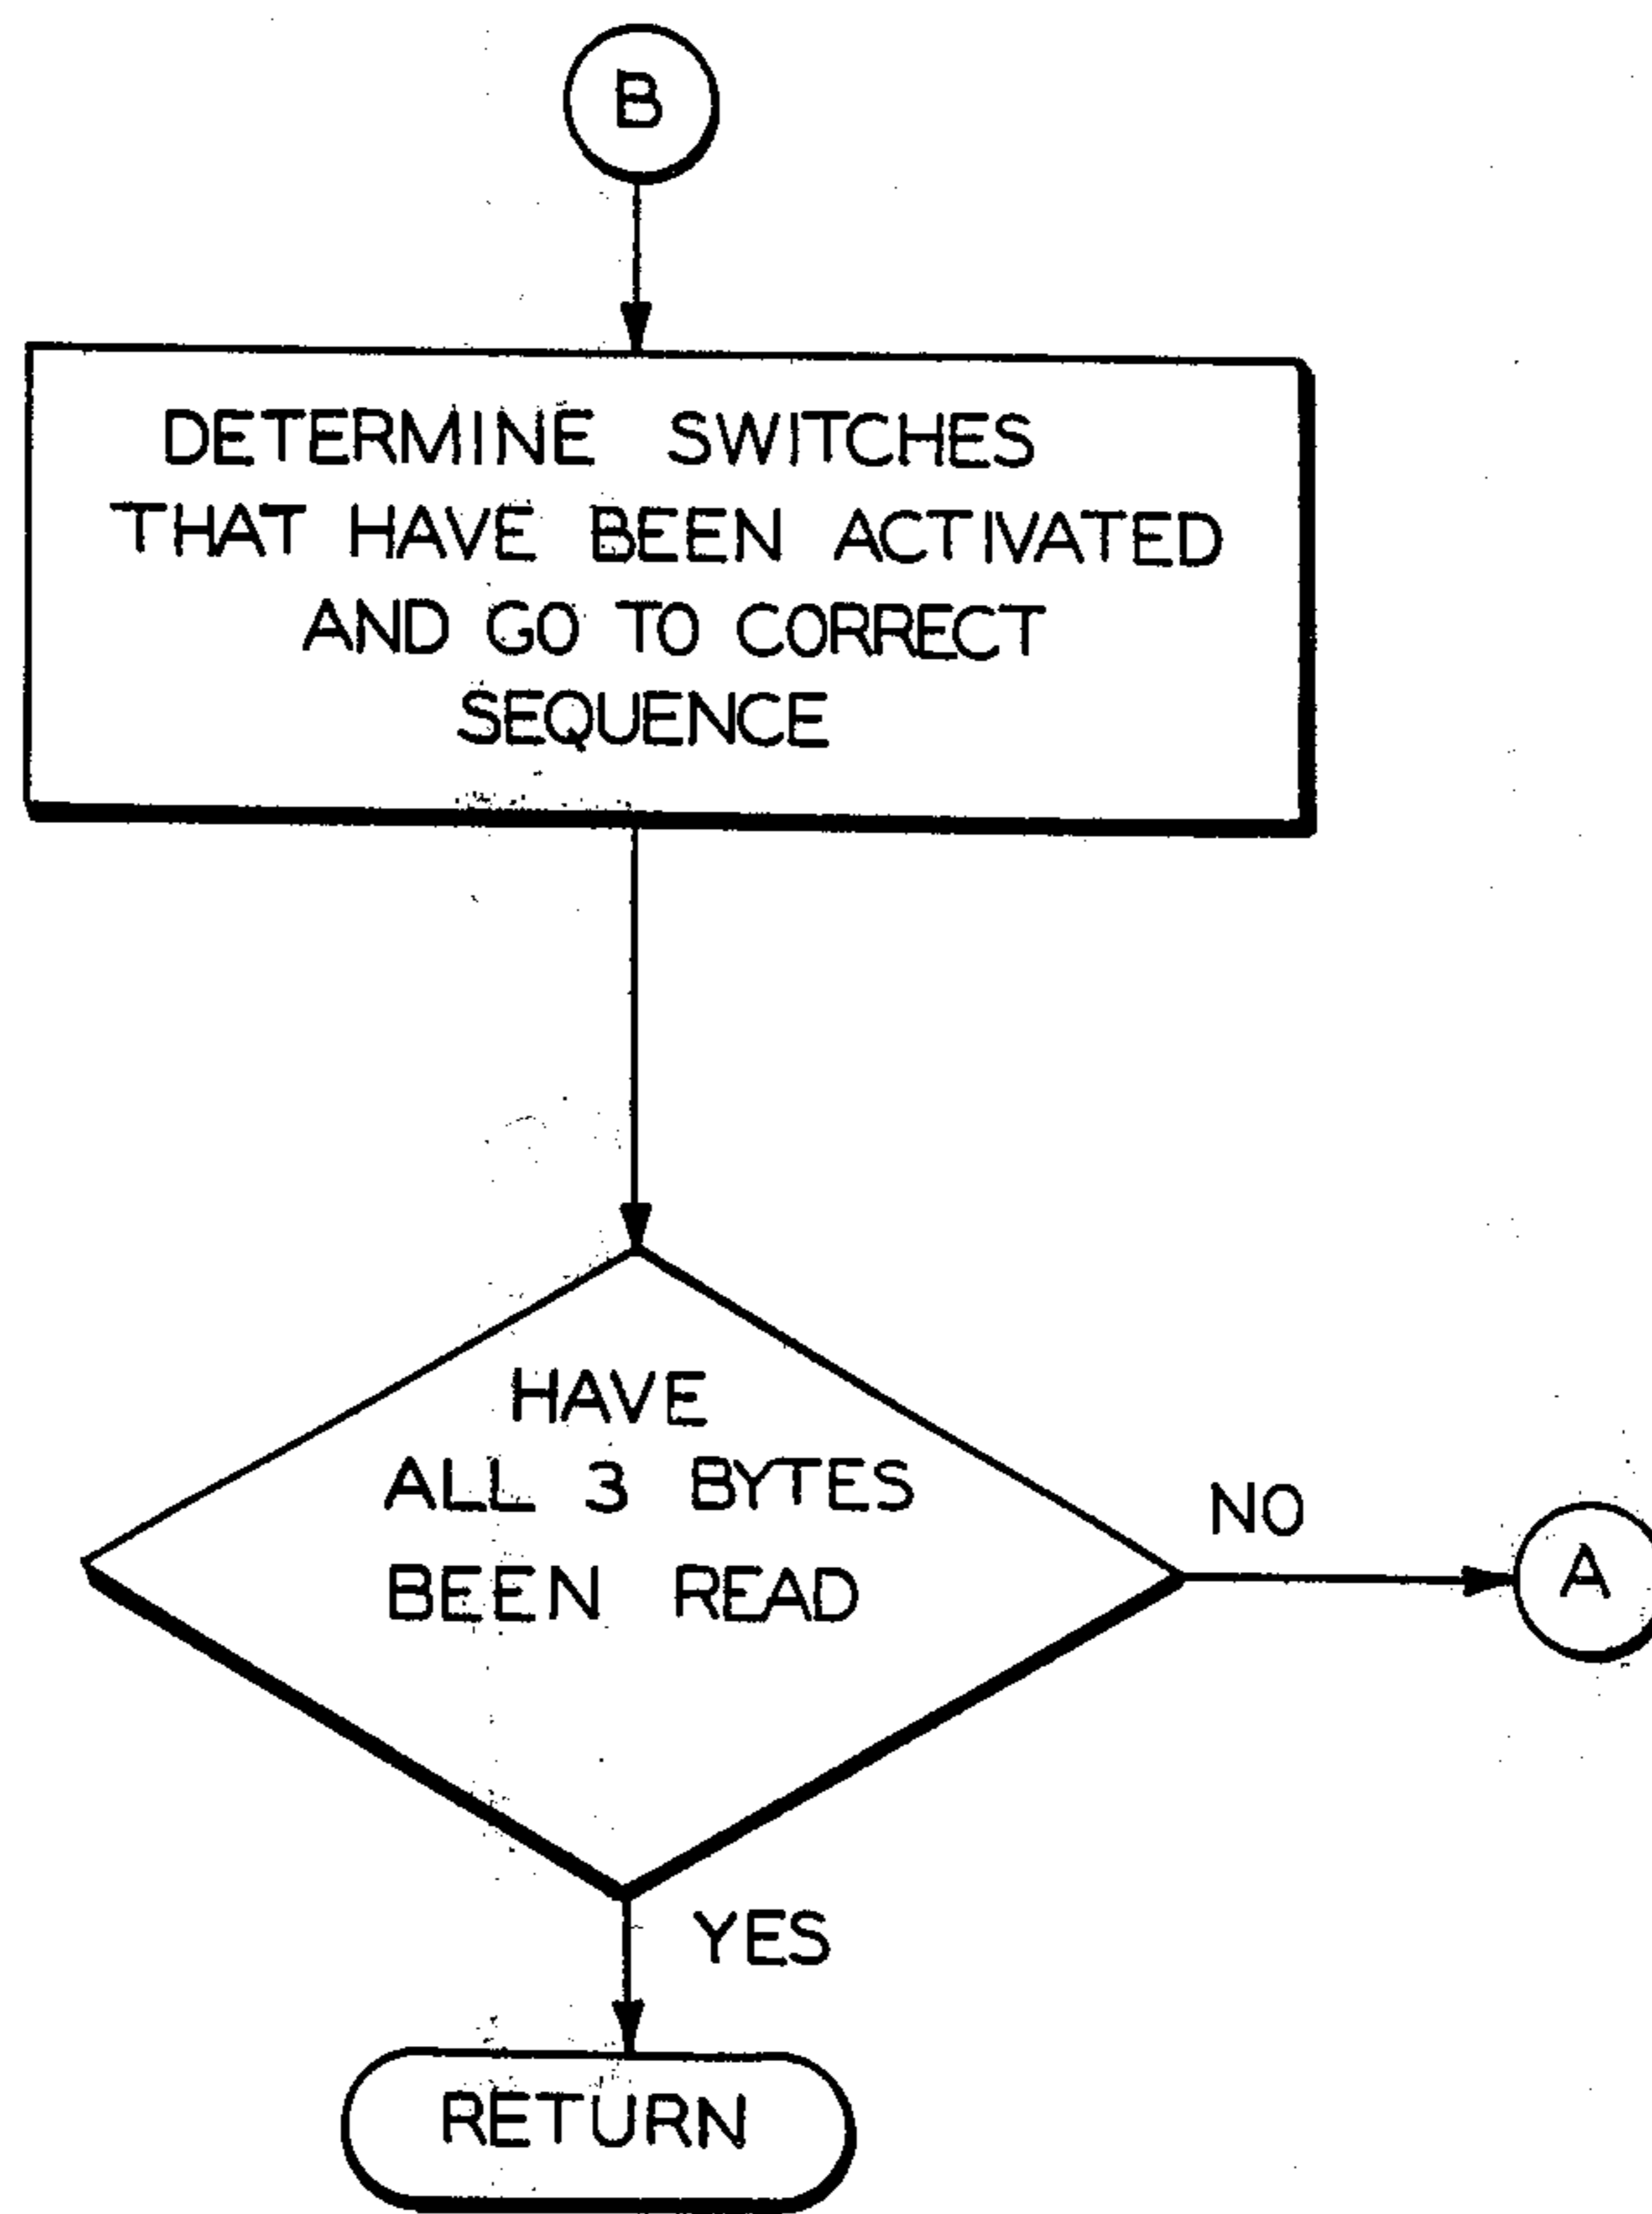 B
DETERMINE SWITCHES
THAT HAVE BEEN ACTIVATED
AND GO TO CORRECT
SEQUENCE
HAVE
ALL 3 BYTES
BEEN READ
NO
A
YES
RETURN